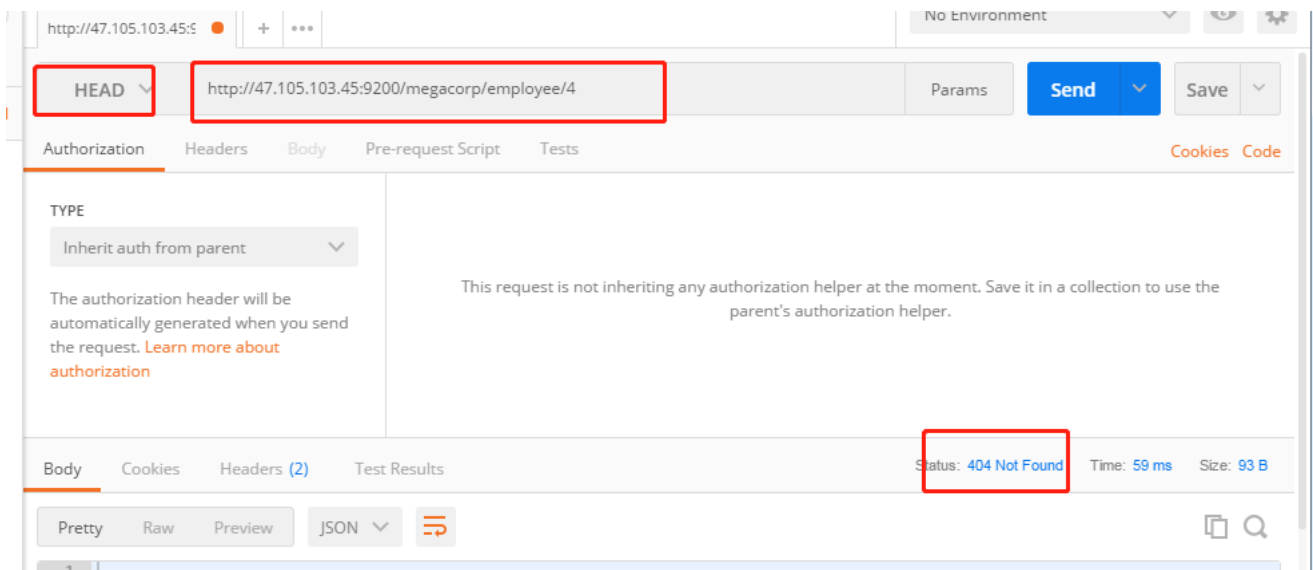 No Environment
http://47.105.103.45:9
+ •••
HEAD http://47.105.103.45:9200/megacorp/employee/4 Params Send Save
Authorization Headers Body Pre-request Script Tests Cookies Code
TYPE
Inherit auth from parent
The authorization header will be
automatically generated when you send
the request. Learn more about
authorization
This request is not inheriting any authorization helper at the moment. Save it in a collection to use the
parent's authorization helper.
Body Cookies Headers (2) Test Results Status: 404 Not Found Time: 59 ms Size: 93 B
Pretty Raw Preview JSON
1